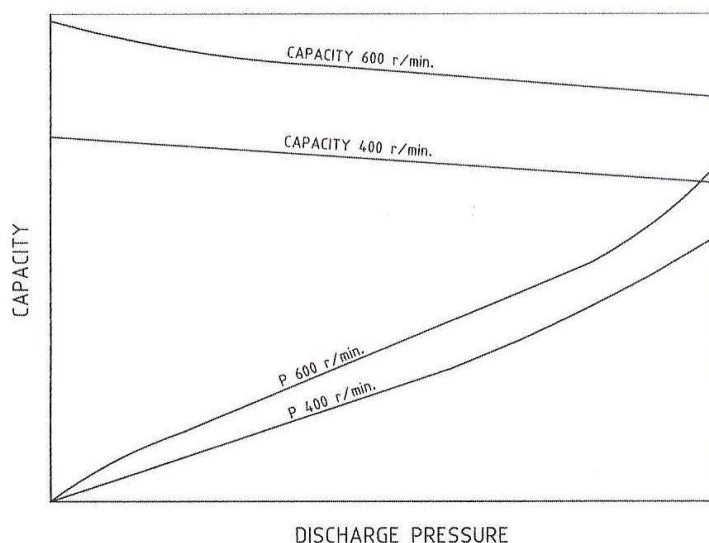 CAPACITY 600 r/min.
CAPACITY 400 r/min.
CAPACITY
P 600 r/min.
P 400 r/min.
DISCHARGE PRESSURE